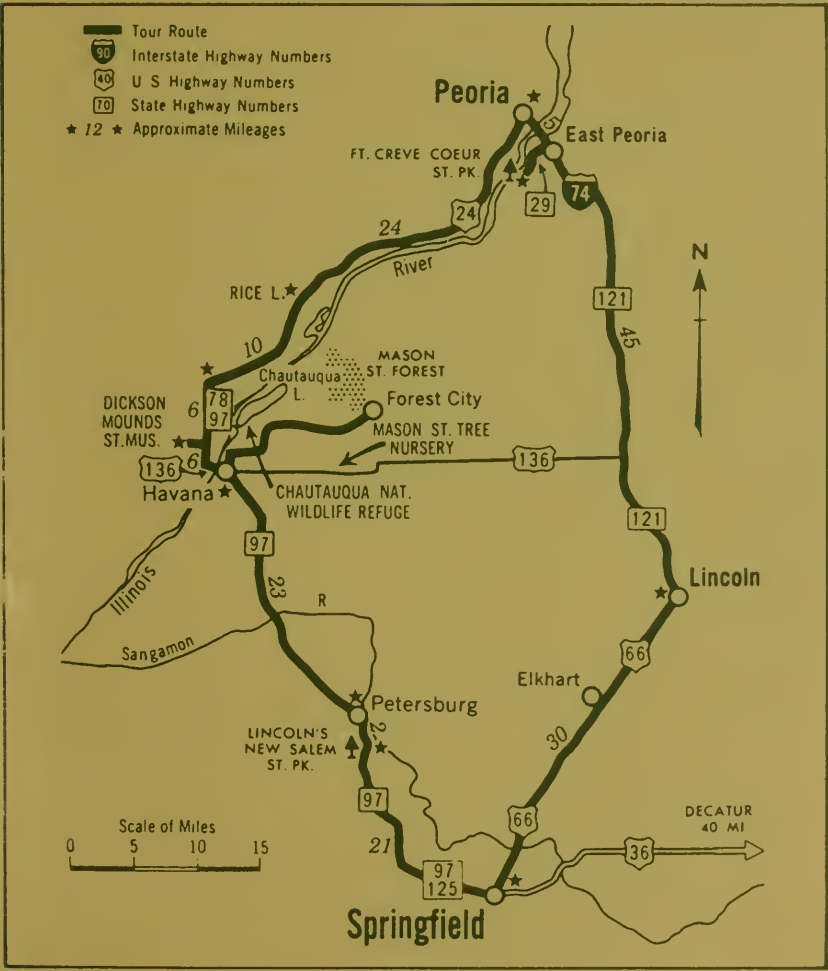 Tour Route
90 Interstate Highway Numbers
40 U S Highway Numbers
70 State Highway Numbers
★ 12 ★ Approximate Mileages
Peoria
5
East Peoria
FT. CREVE COEUR
ST. PK.
29
74
24
24
River
N
RICE L.
121
45
10
MASON
ST. FOREST
Chautauqua
L.
78
97
6
Forest City
DICKSON
MOUNDS
ST. MUS.
MASON ST. TREE
NURSERY
6
136
136
Havana
CHAUTAUQUA NAT.
WILDLIFE REFUGE
121
97
Lincoln
23
Illinois
R
Sangamon
66
Elkhart
Petersburg
2
LINCOLN'S
NEW SALEM
ST. PK.
30
97
66
DECATUR
40 MI
Scale of Miles
0 5 10 15
21
36
97
125
Springfield